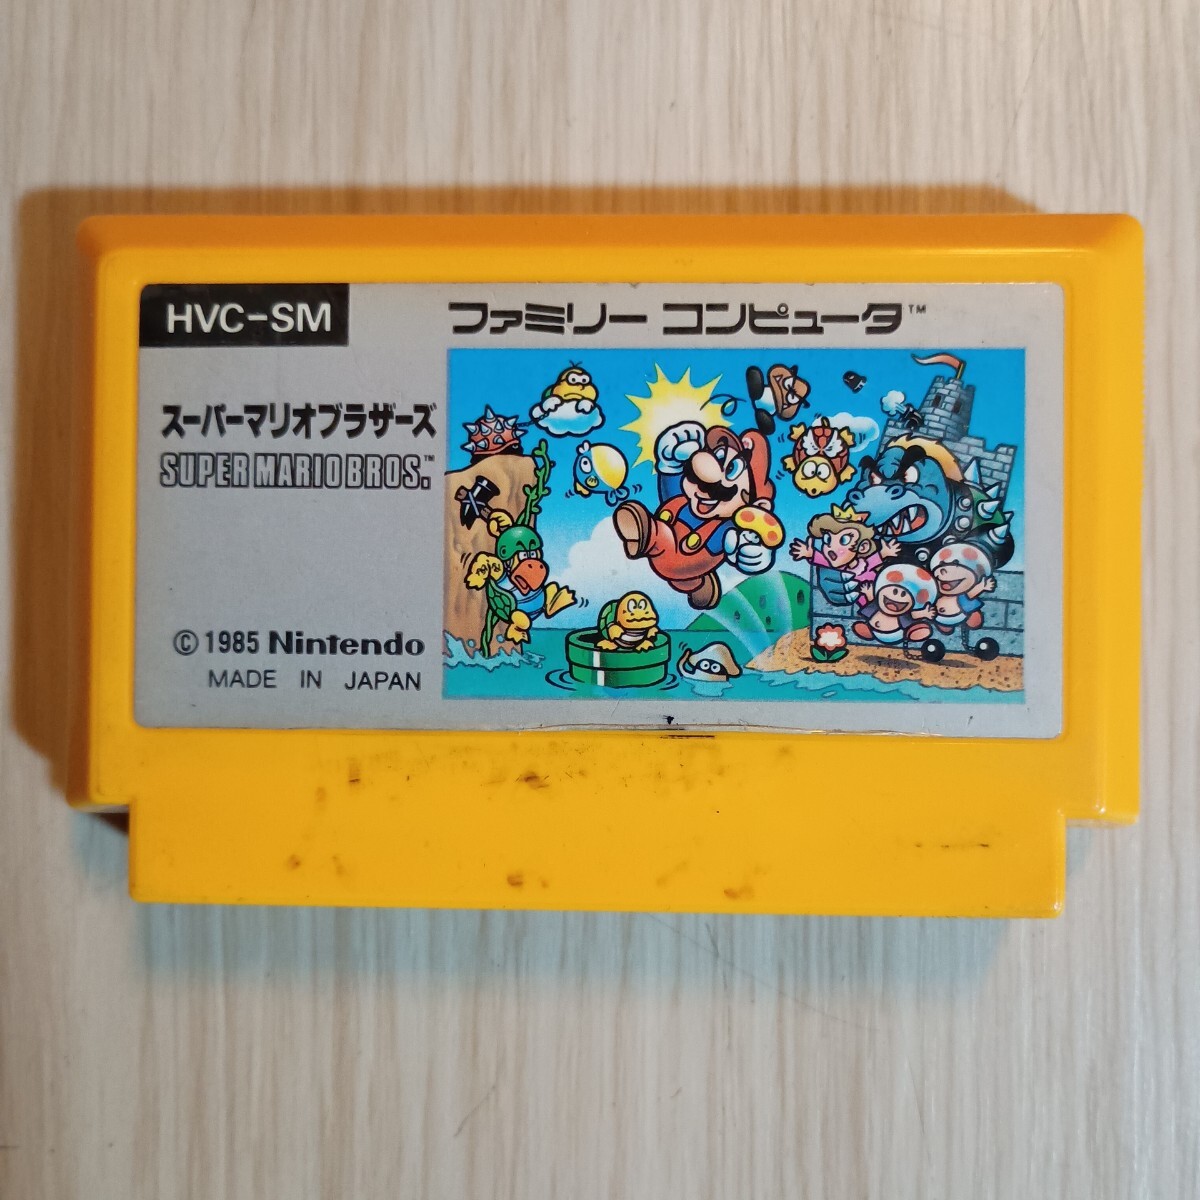 HVC-SM
ファミリー コンピュータ™
スーパーマリオブラザーズ
SUPER MARIO BROS.™
© 1985 Nintendo
MADE IN JAPAN